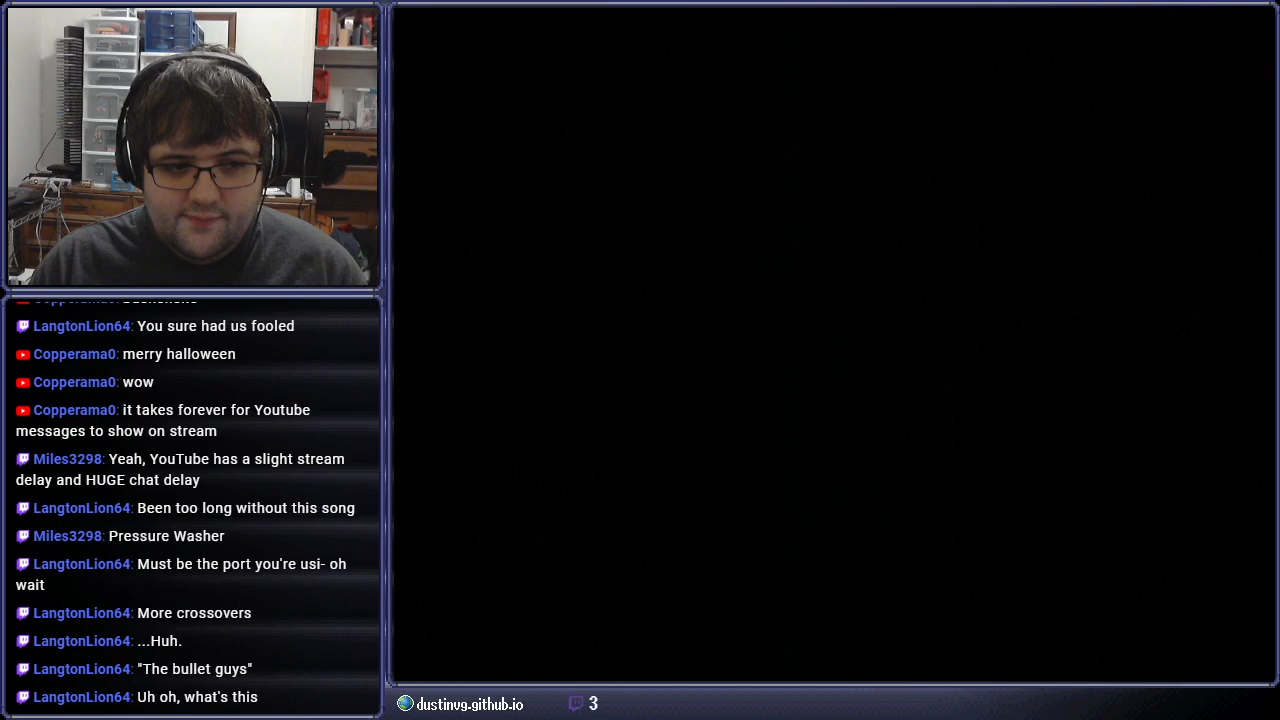 LangtonLion64: You sure had us fooled
Copperama0: merry halloween
Copperama0: wow
Copperama0: it takes forever for Youtube
messages to show on stream
Miles3298: Yeah, YouTube has a slight stream
delay and HUGE chat delay
LangtonLion64: Been too long without this song
Miles3298: Pressure Washer
LangtonLion64: Must be the port you're usi- oh
wait
LangtonLion64: More crossovers
LangtonLion64: ...Huh.
LangtonLion64: "The bullet guys"
LangtonLion64: Uh oh, what's this
dustinvg.github.io 3